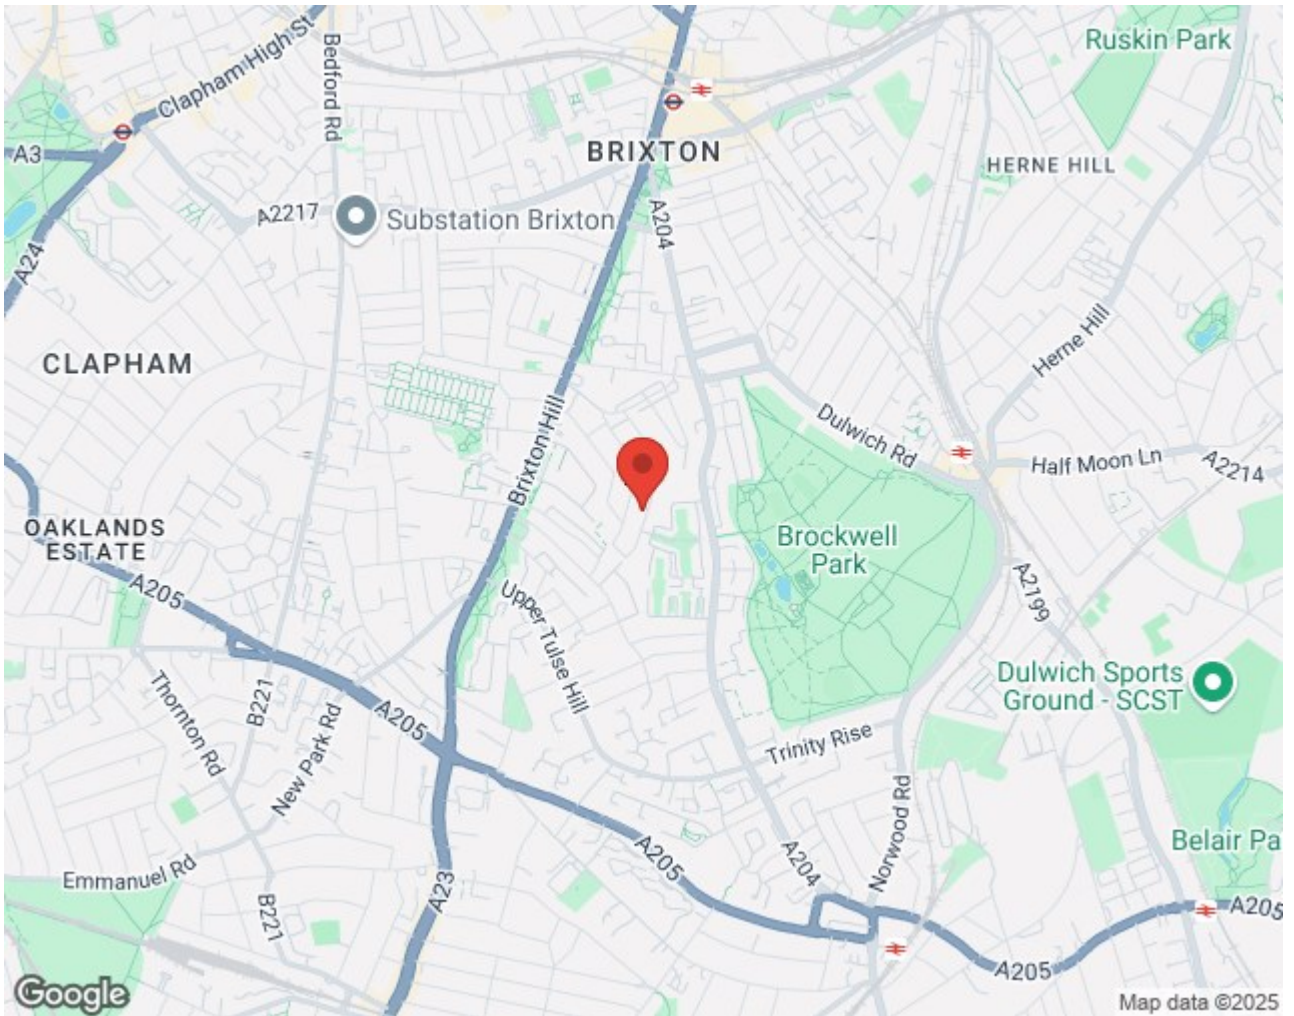 Ruskin Park
Clapham High St
Bedford Rd
BRIXTON
A3
HERNE HILL
A2217
Substation Brixton
A204
A24
Herne Hill
CLAPHAM
Brixton Hill
Dulwich Rd
Half Moon Ln
A2214
OAKLANDS
ESTATE
Brockwell
Park
A205
Upper Tulse Hill
A2199
Dulwich Sports
Ground - SCST
Thornton Rd
B221
New Park Rd
A205
Trinity Rise
Norwood Rd
A205
A204
Belair Pa
Emmanuel Rd
A23
B221
A205
A205
Google
Map data ©2025